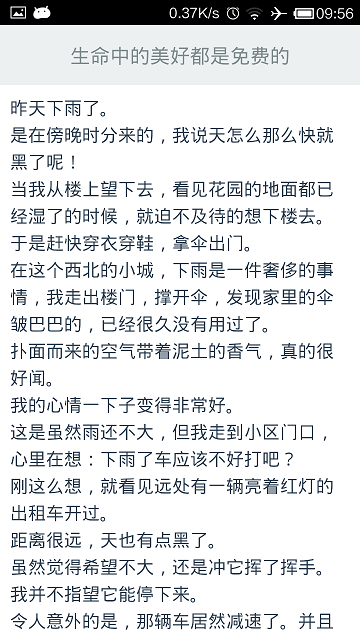 0.37K/s 09:56
生命中的美好都是免费的
昨天下雨了。
是在傍晚时分来的，我说天怎么那么快就
黑了呢！
当我从楼上望下去，看见花园的地面都已
经湿了的时候，就迫不及待的想下楼去。
于是赶快穿衣穿鞋，拿伞出门。
在这个西北的小城，下雨是一件奢侈的事
情，我走出楼门，撑开伞，发现家里的伞
皱巴巴的，已经很久没有用过了。
扑面而来的空气带着泥土的香气，真的很
好闻。
我的心情一下子变得非常好。
这是虽然雨还不大，但我走到小区门口，
心里在想：下雨了车应该不好打吧？
刚这么想，就看见远处有一辆亮着红灯的
出租车开过。
距离很远，天也有点黑了。
虽然觉得希望不大，还是冲它挥了挥手。
我并不指望它能停下来。
令人意外的是，那辆车居然减速了。并且